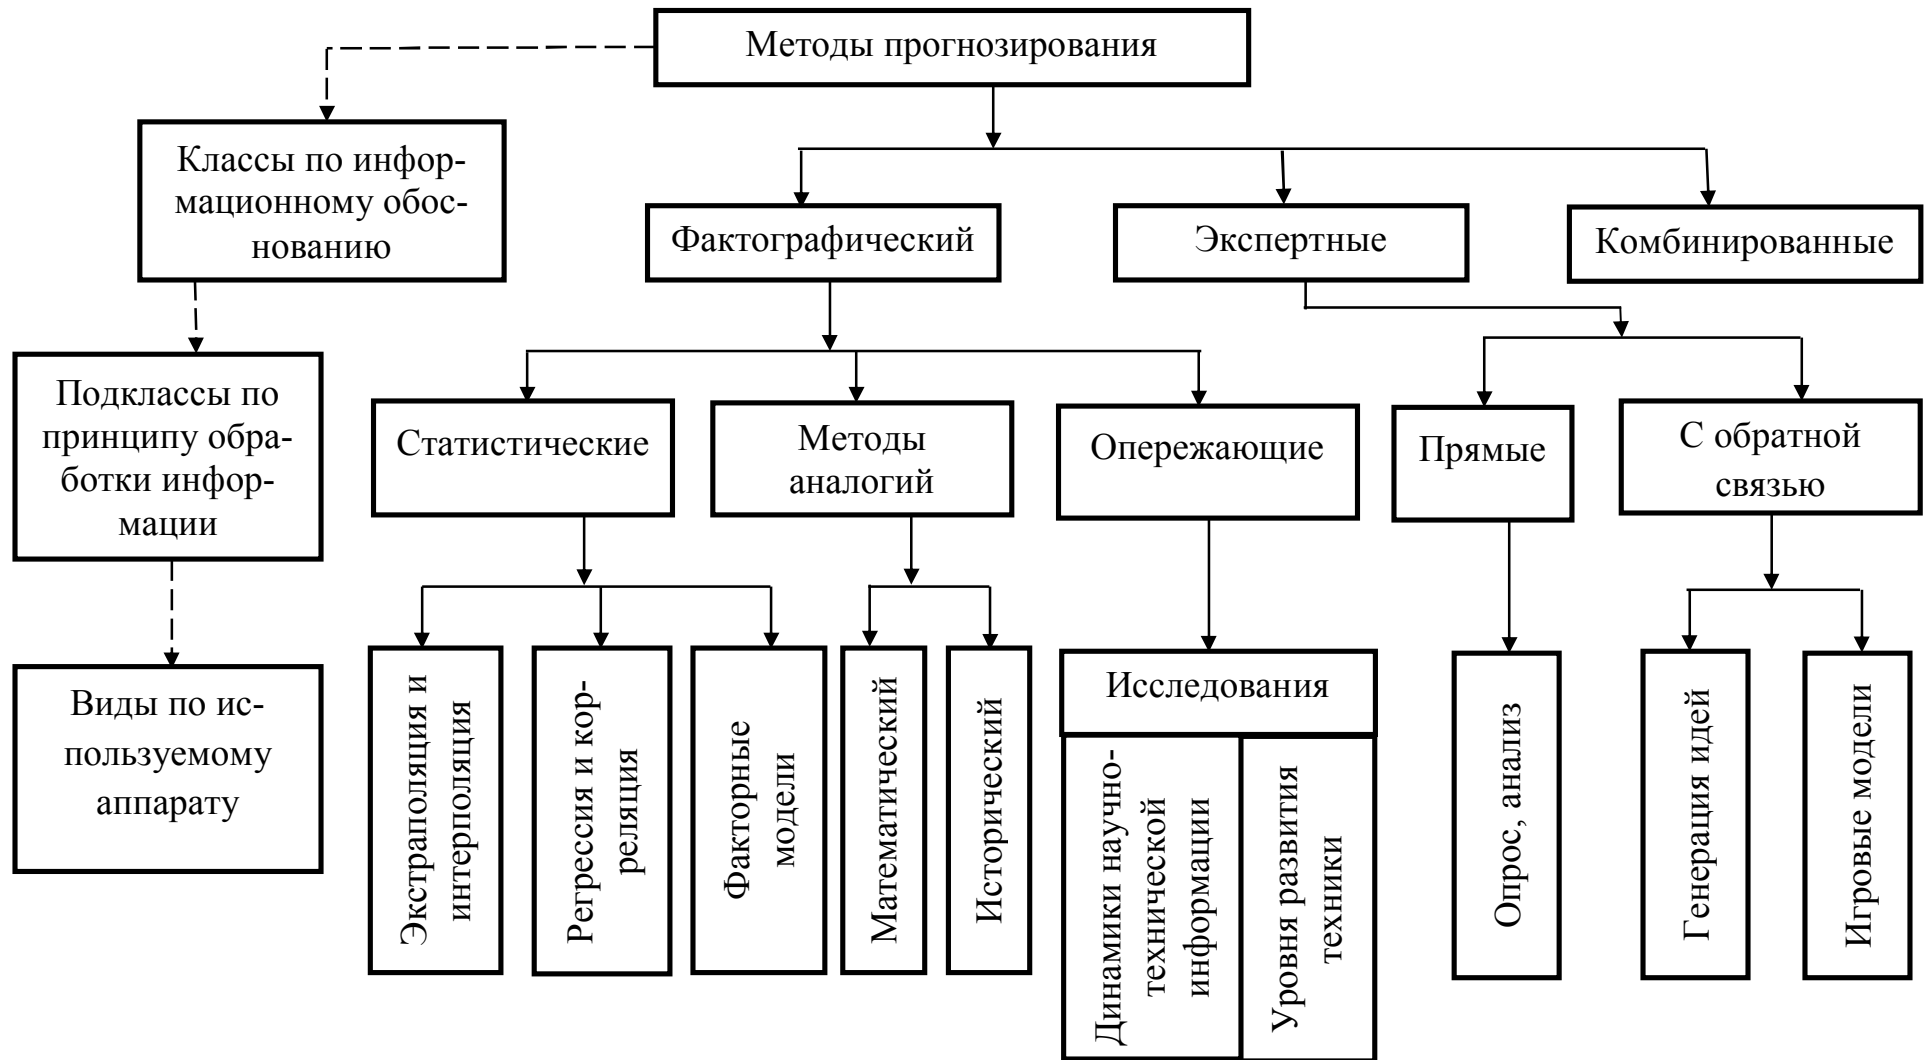 Методы прогнозирования
Классы по инфор-
мационному обос-
нованию
Фактографический
Экспертные
Комбинированные
Подклассы по
принципу обра-
ботки инфор-
мации
Статистические
Методы
аналогий
Опережающие
Прямые
С обратной
связью
Виды по ис-
пользуемому
аппарату
Экстраполяция и
интерполяция
Регрессия и кор-
реляция
Факторные
модели
Математический
Исторический
Исследования
Динамики научно-
технической
информации
Уровня развития
техники
Опрос, анализ
Генерация идей
Игровые модели